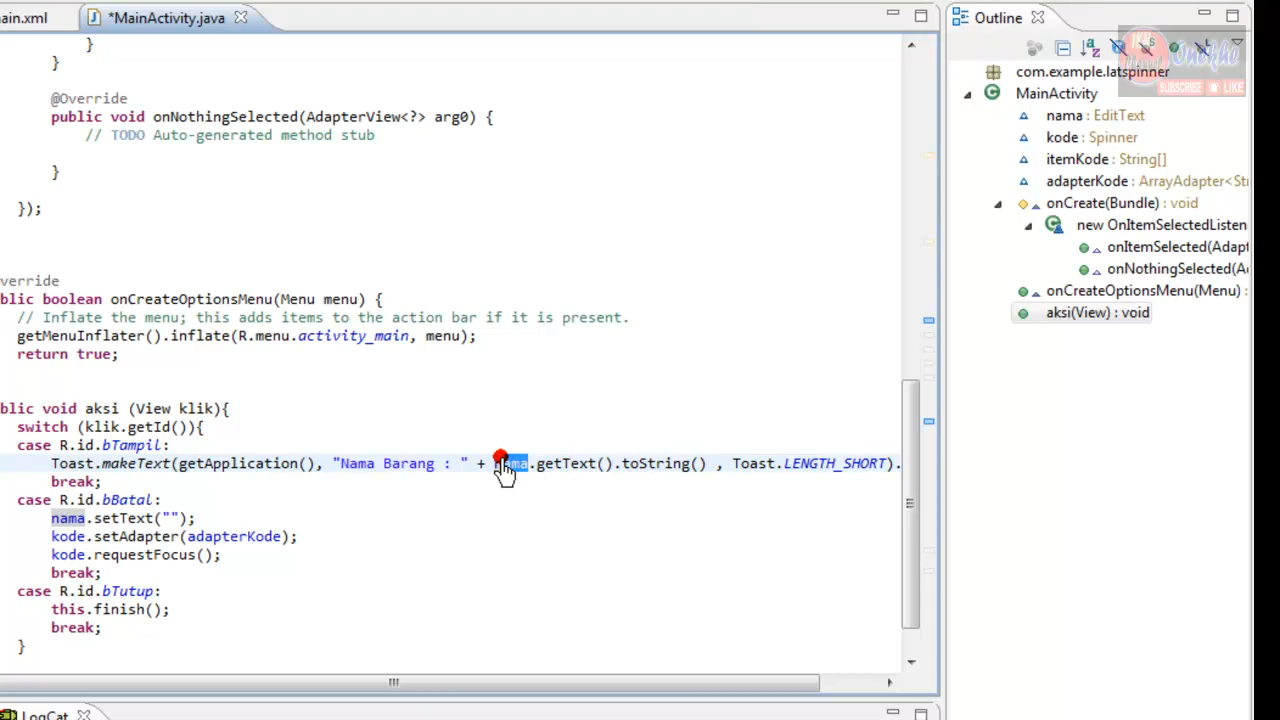 ain.xml
*MainActivity.java
Outline
}
}
@Override
public void onNothingSelected(AdapterView<?> arg0) {
// TODO Auto-generated method stub
}
});
verride
blic boolean onCreateOptionsMenu(Menu menu) {
// Inflate the menu; this adds items to the action bar if it is present.
getMenuInflater().inflate(R.menu.activity_main, menu);
return true;
blic void aksi (View klik){
switch (klik.getId()){
case R.id.bTampil:
Toast.makeText(getApplication(), "Nama Barang : " + nama.getText().toString() , Toast.LENGTH_SHORT).
break;
case R.id.bBatal:
nama.setText("");
kode.setAdapter(adapterKode);
kode.requestFocus();
break;
case R.id.bTutup:
this.finish();
break;
}
com.example.latspinner
MainActivity
nama : EditText
kode : Spinner
itemKode : String[]
adapterKode : ArrayAdapter<Str
onCreate(Bundle) : void
new OnItemSelectedListen
onItemSelected(Adapt
onNothingSelected(A
onCreateOptionsMenu(Menu) :
aksi(View) : void
SUBSCRIBE LIKE
LogCat